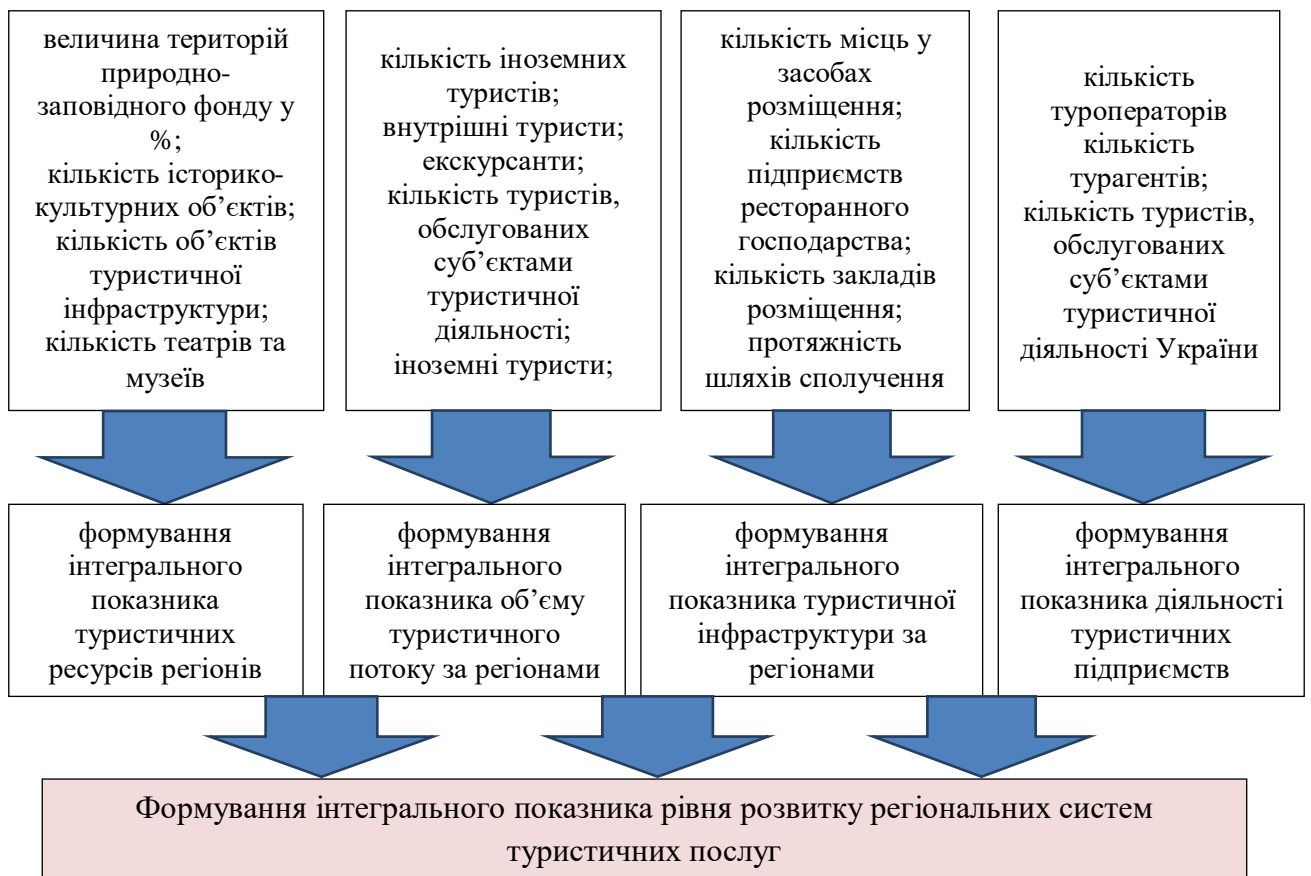 величина територій
природно-
заповідного фонду у
%;
кількість історико-
культурних об’єктів;
кількість об’єктів
туристичної
інфраструктури;
кількість театрів та
музеїв
кількість іноземних
туристів;
внутрішні туристи;
екскурсанти;
кількість туристів,
обслугованих
суб’єктами
туристичної
діяльності;
іноземні туристи;
кількість місць у
засобах
розміщення;
кількість
підприємств
ресторанного
господарства;
кількість закладів
розміщення;
протяжність
шляхів сполучення
кількість
туроператорів
кількість
турагентів;
кількість туристів,
обслугованих
суб’єктами
туристичної
діяльності України
формування
інтегрального
показника
туристичних
ресурсів регіонів
формування
інтегрального
показника об’єму
туристичного
потоку за регіонами
формування
інтегрального
показника туристичної
інфраструктури за
регіонами
формування
інтегрального
показника діяльності
туристичних
підприємств
Формування інтегрального показника рівня розвитку регіональних систем
туристичних послуг